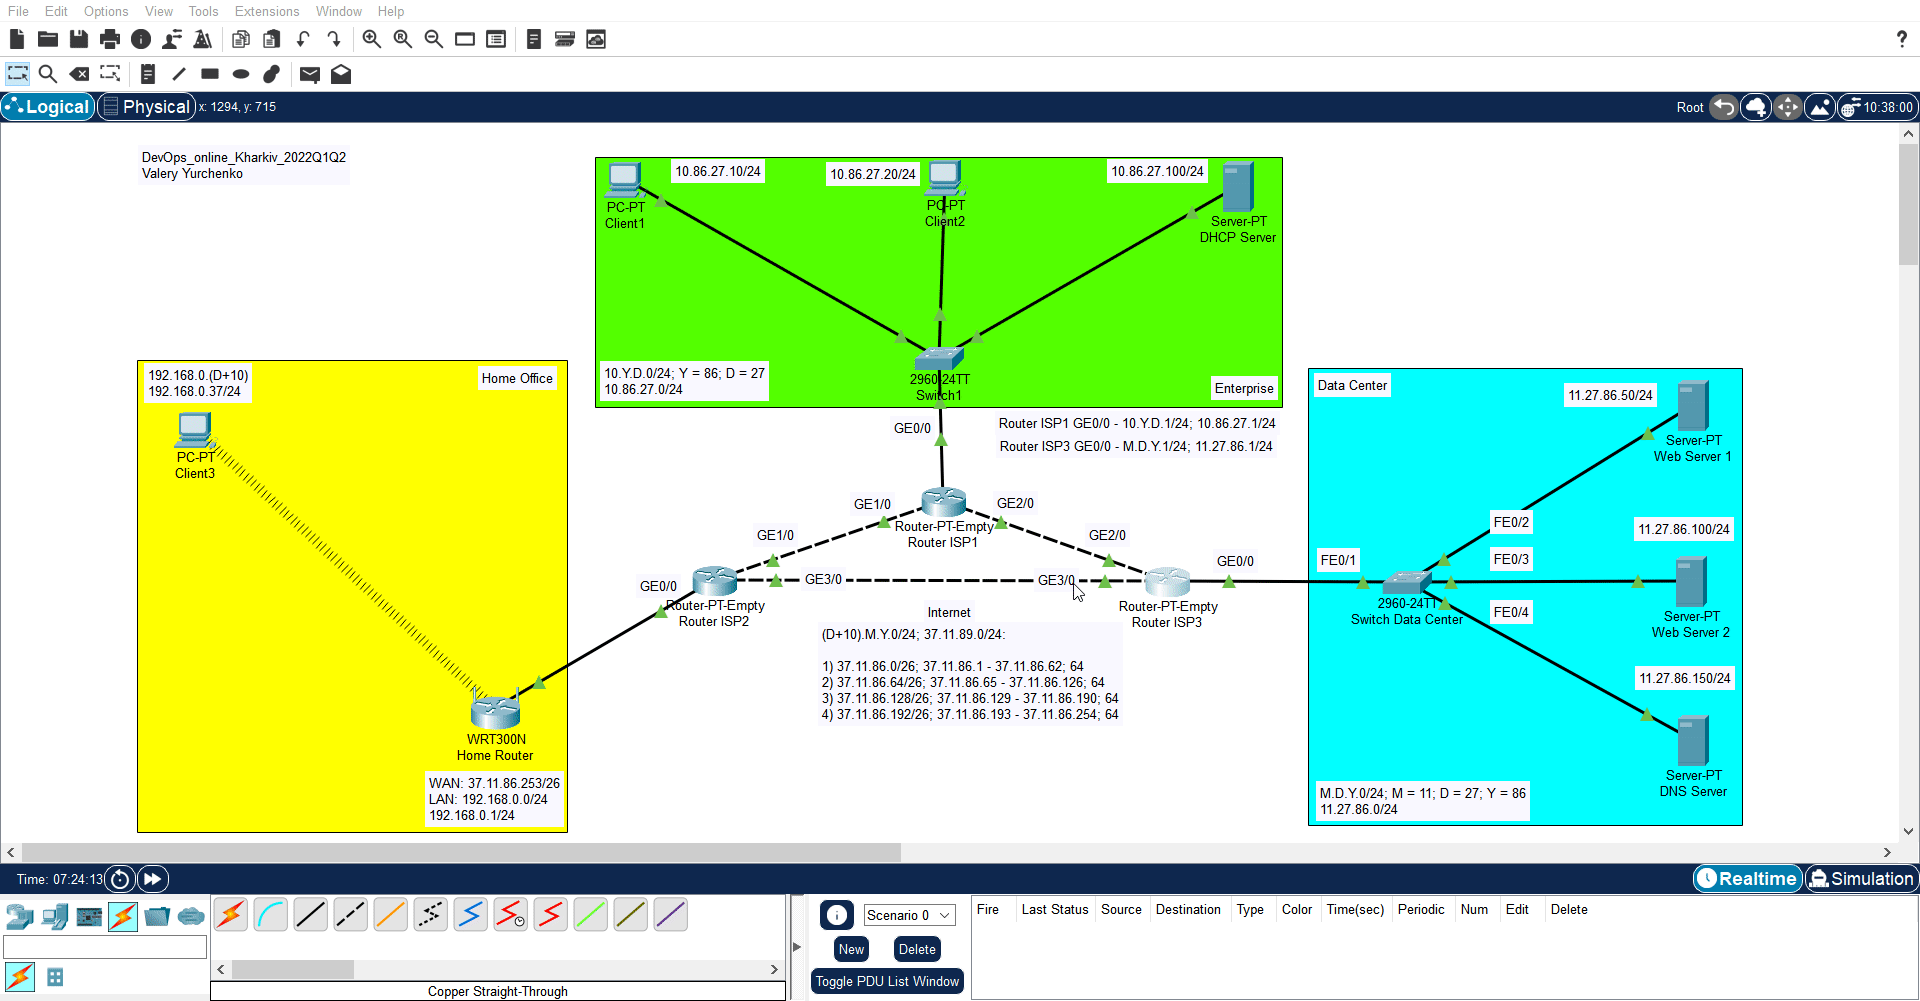 File Edit Options View Tools Extensions Window Help
?
Logical Physical x: 1294, y: 715 Root 10:38:00
DevOps_online_Kharkiv_2022Q1Q2
Valery Yurchenko
10.86.27.10/24
10.86.27.20/24
10.86.27.100/24
PC-PT
Client1
PC-PT
Client2
Server-PT
DHCP Server
10.Y.D.0/24; Y = 86; D = 27
10.86.27.0/24
2960-24TT
Switch1
Enterprise
192.168.0.(D+10)
192.168.0.37/24
Home Office
PC-PT
Client3
WRT300N
Home Router
WAN: 37.11.86.253/26
LAN: 192.168.0.0/24
192.168.0.1/24
GE0/0
Router ISP1 GE0/0 - 10.Y.D.1/24; 10.86.27.1/24
Router ISP3 GE0/0 - M.D.Y.1/24; 11.27.86.1/24
GE1/0
GE2/0
Router-PT-Empty
Router ISP1
GE1/0
GE2/0
GE0/0
GE3/0
GE3/0
GE0/0
Router-PT-Empty
Router ISP2
Router-PT-Empty
Router ISP3
Internet
(D+10).M.Y.0/24; 37.11.89.0/24:
1) 37.11.86.0/26; 37.11.86.1 - 37.11.86.62; 64
2) 37.11.86.64/26; 37.11.86.65 - 37.11.86.126; 64
3) 37.11.86.128/26; 37.11.86.129 - 37.11.86.190; 64
4) 37.11.86.192/26; 37.11.86.193 - 37.11.86.254; 64
Data Center
11.27.86.50/24
Server-PT
Web Server 1
FE0/2
11.27.86.100/24
FE0/1
FE0/3
2960-24TT
Switch Data Center
FE0/4
Server-PT
Web Server 2
11.27.86.150/24
Server-PT
DNS Server
M.D.Y.0/24; M = 11; D = 27; Y = 86
11.27.86.0/24
Time: 07:24:13 Realtime Simulation
Scenario 0
New Delete
Toggle PDU List Window
Fire Last Status Source Destination Type Color Time(sec) Periodic Num Edit Delete
Copper Straight-Through